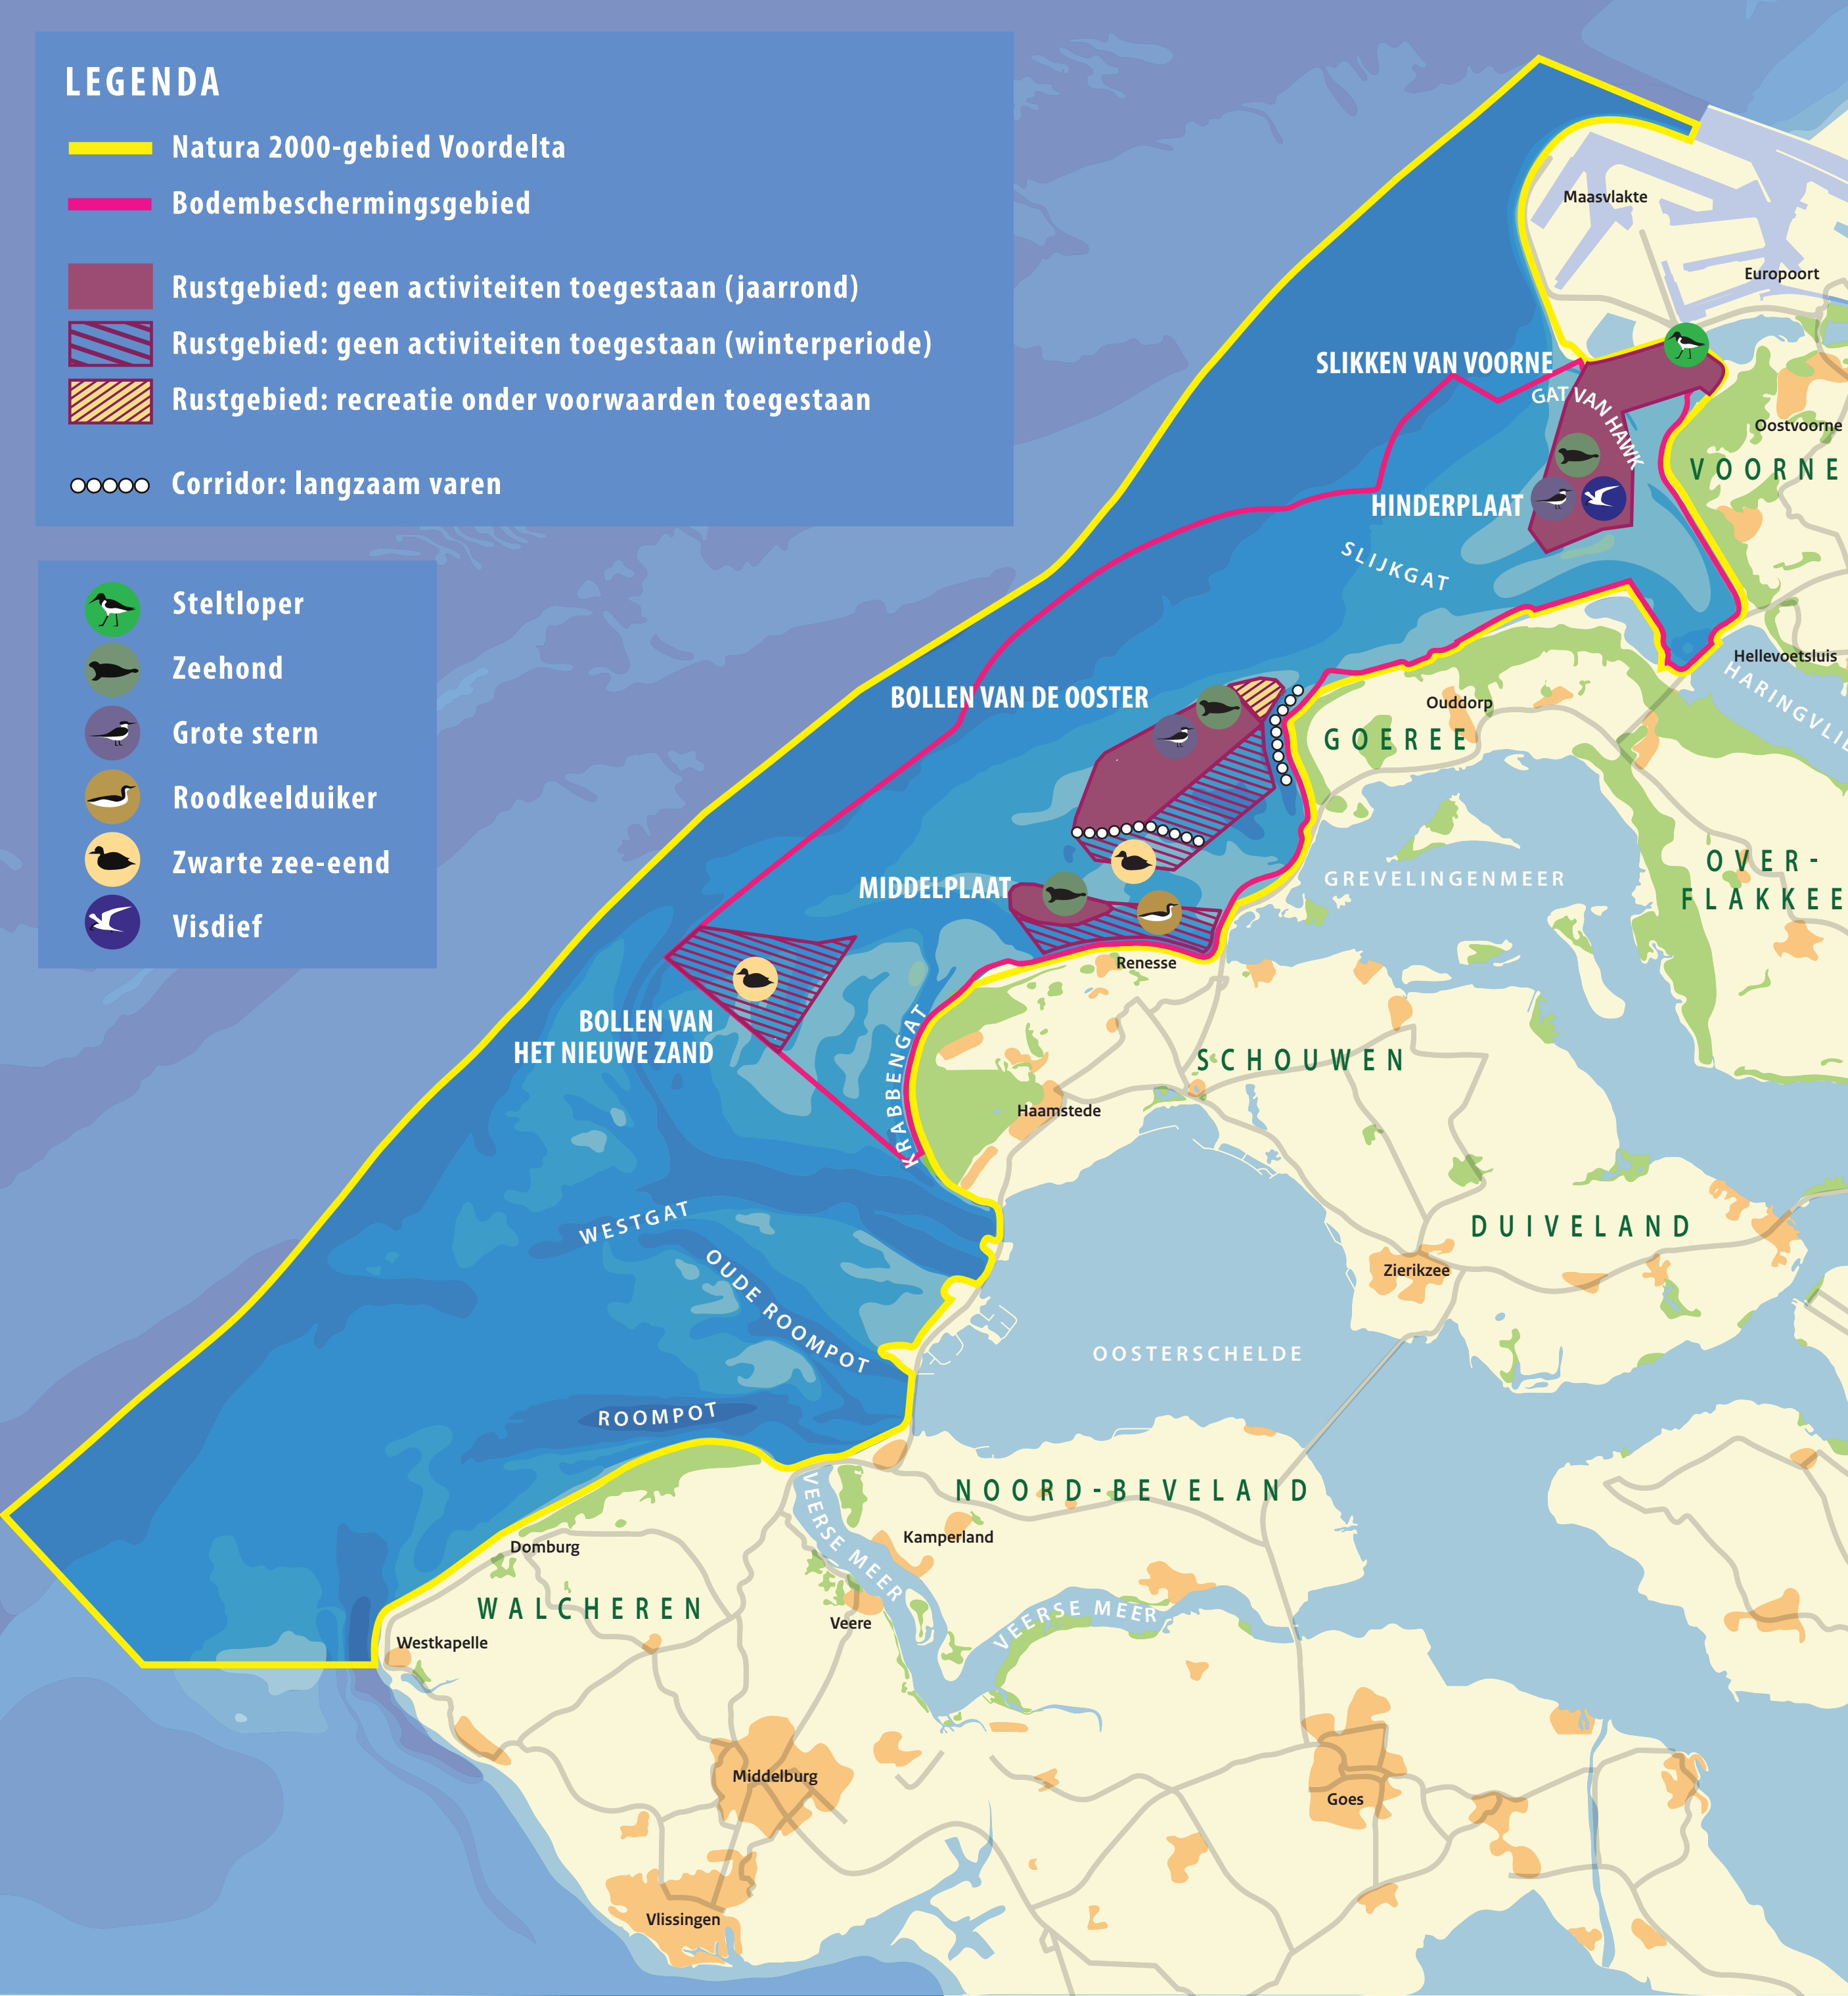 LEGENDA
Natura 2000-gebied Voordelta
Bodembeschermingsgebied
Rustgebied: geen activiteiten toegestaan (jaarrond)
Rustgebied: geen activiteiten toegestaan (winterperiode)
Rustgebied: recreatie onder voorwaarden toegestaan
Corridor: langzaam varen
Steltloper
Zeehond
Grote stern
Roodkeelduiker
Zwarte zee-eend
Visdief
Maasvlakte
Europoort
SLIKKEN VAN VOORNE
GAT VAN HAWK
Oostvoorne
VOORNE
HINDERPLAAT
SLIJKGAT
Hellevoetsluis
HARINGVLIE
BOLLEN VAN DE OOSTER
Ouddorp
GOEREE
OVER-
FLAKKEE
GREVELINGENMEER
MIDDELPLAAT
Renesse
BOLLEN VAN
HET NIEUWE ZAND
KRABBENGAT
SCHOUWEN
Haamstede
WESTGAT
DUIVELAND
OUDE ROOMPOT
Zierikzee
OOSTERSCHELDE
ROOMPOT
NOORD-BEVELAND
VEERSE MEER
Kamperland
Domburg
WALCHEREN
Veere
VEERSE MEER
Westkapelle
Middelburg
Goes
Vlissingen